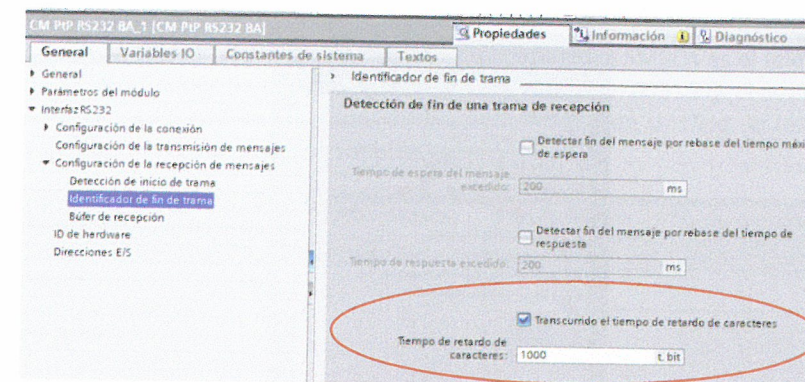 CM PtP RS232 BA_1 [CM PtP RS232 BA]
Propiedades
Información
Diagnóstico
General
Variables IO
Constantes de sistema
Textos
General
Parámetros del módulo
Interfaz RS232
Configuración de la conexión
Configuración de la transmisión de mensajes
Configuración de la recepción de mensajes
Detección de inicio de trama
Identificador de fin de trama
Búfer de recepción
ID de hardware
Direcciones E/S
Identificador de fin de trama
Detección de fin de una trama de recepción
Detectar fin del mensaje por rebase del tiempo máxi
de espera
Tiempo de espera del mensaje
excedido:
200
ms
Detectar fin del mensaje por rebase del tiempo de
respuesta
Tiempo de respuesta excedido:
200
ms
Transcurrido el tiempo de retardo de caracteres
Tiempo de retardo de
caracteres:
1000
t. bit